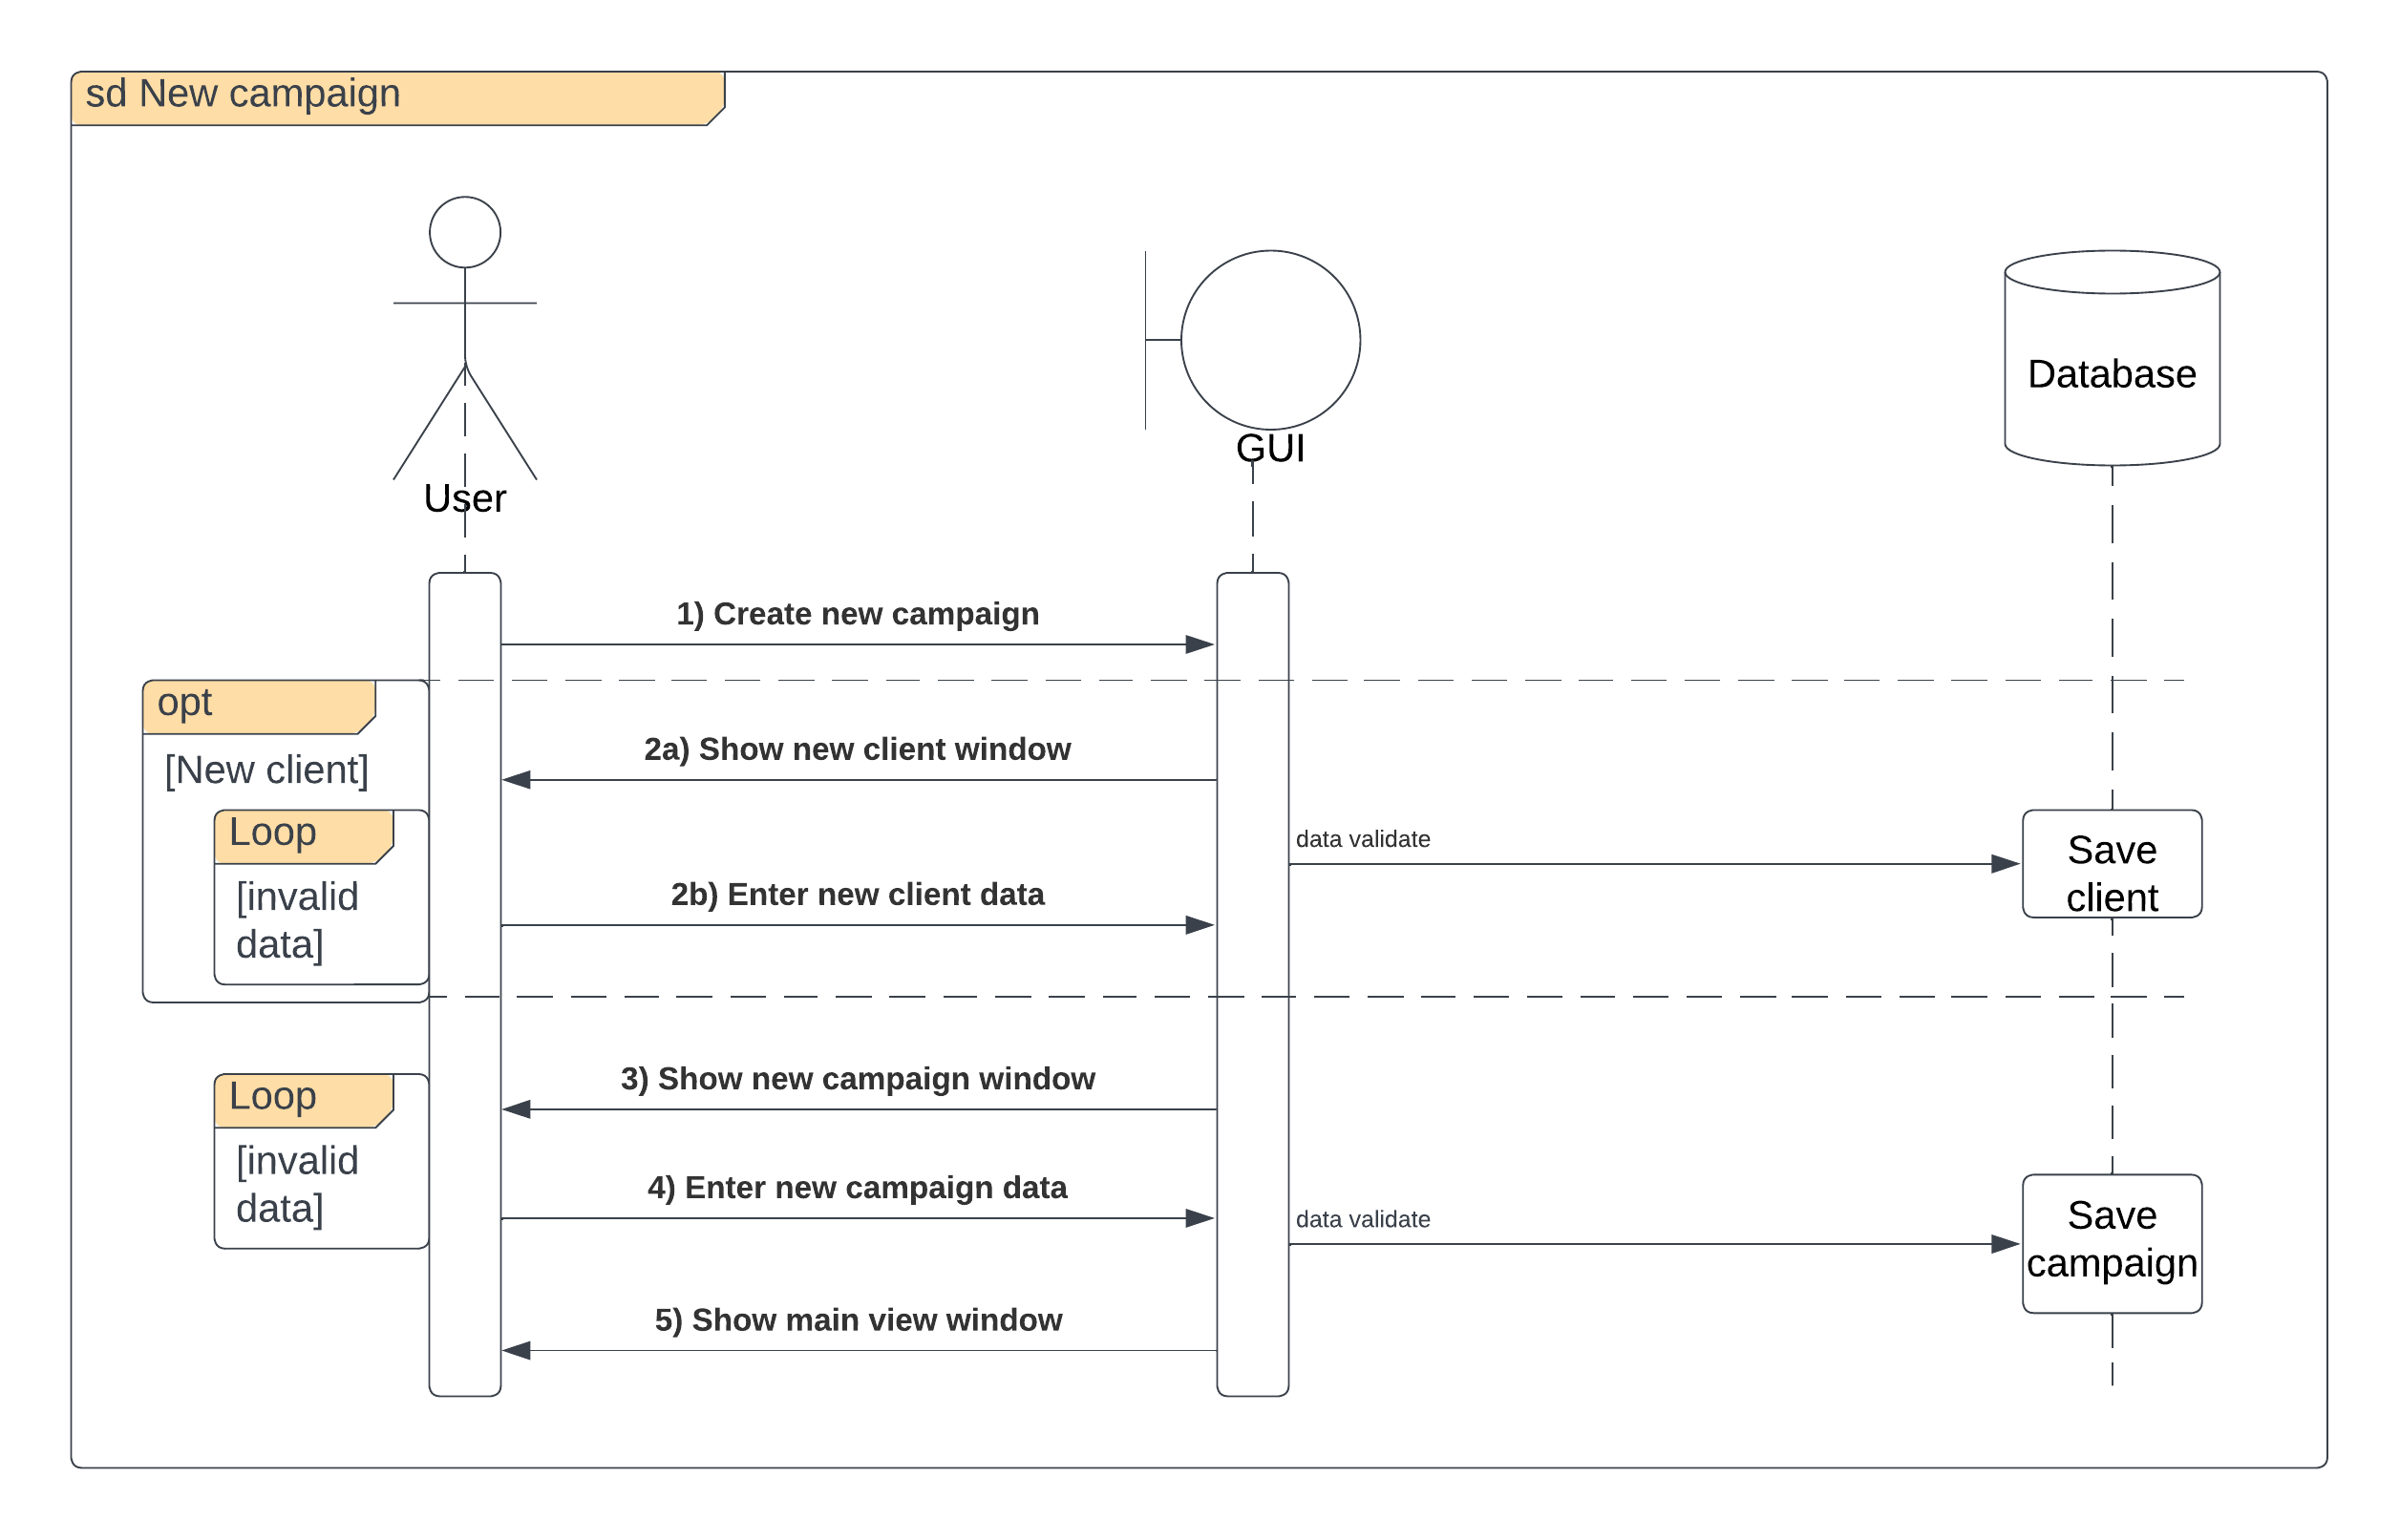 sd New campaign
User
GUI
Database
1) Create new campaign
opt
[New client]
2a) Show new client window
Loop
[invalid
data]
data validate
Save
client
2b) Enter new client data
3) Show new campaign window
Loop
[invalid
data]
4) Enter new campaign data
data validate
Save
campaign
5) Show main view window